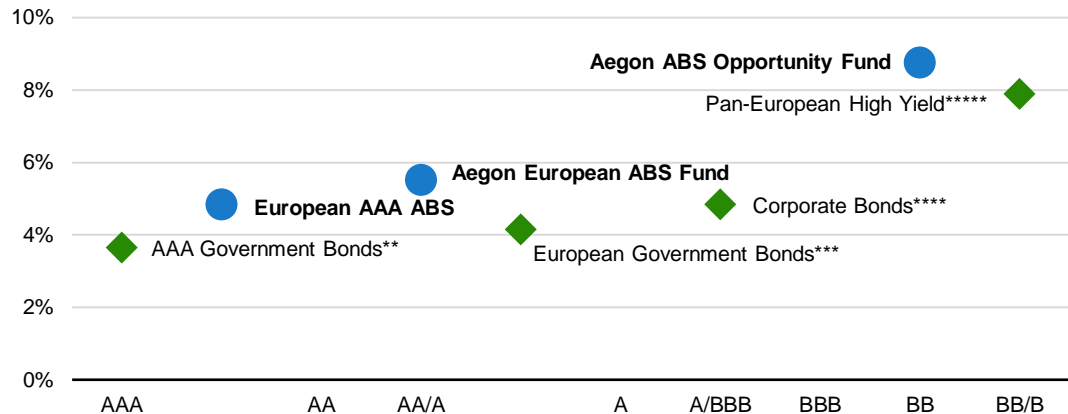 10%
Aegon ABS Opportunity Fund
8%
Pan-European High Yield*****
6%
Aegon European ABS Fund
European AAA ABS
Corporate Bonds****
4%
AAA Government Bonds**
European Government Bonds***
2%
0%
AAA AA AA/A A A/BBB BBB BB BB/B